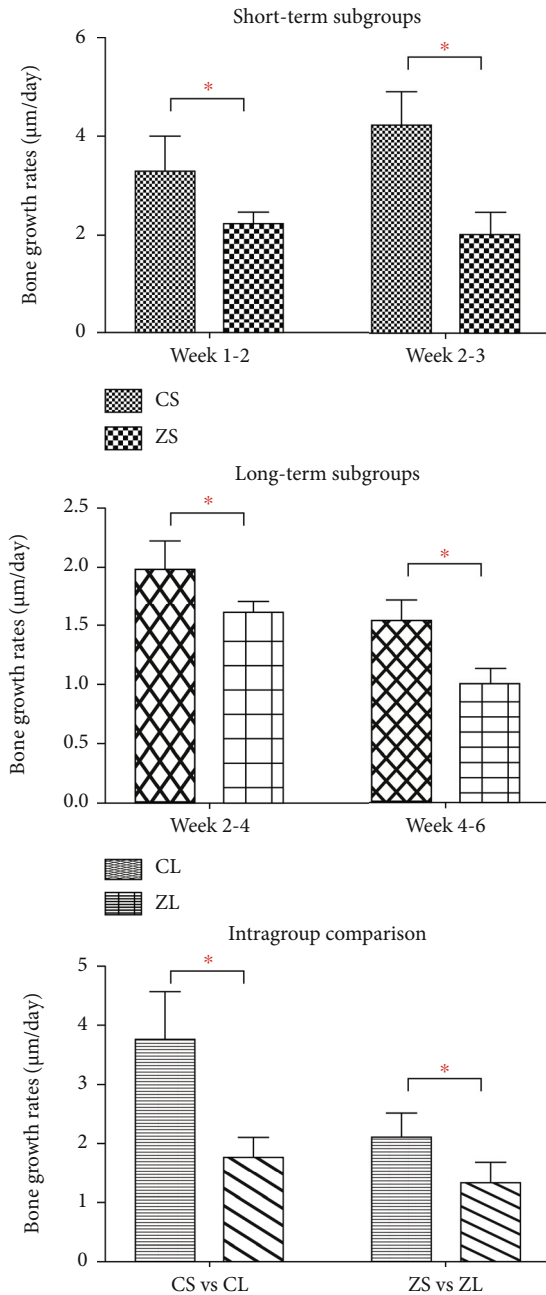 Short-term subgroups
Bone growth rates (μm/day)
6
4
2
0
*
*
Week 1-2
Week 2-3
CS
ZS
Long-term subgroups
Bone growth rates (μm/day)
2.5
2.0
1.5
1.0
0.5
0.0
*
*
Week 2-4
Week 4-6
CL
ZL
Intragroup comparison
Bone growth rates (μm/day)
5
4
3
2
1
0
*
*
CS vs CL
ZS vs ZL